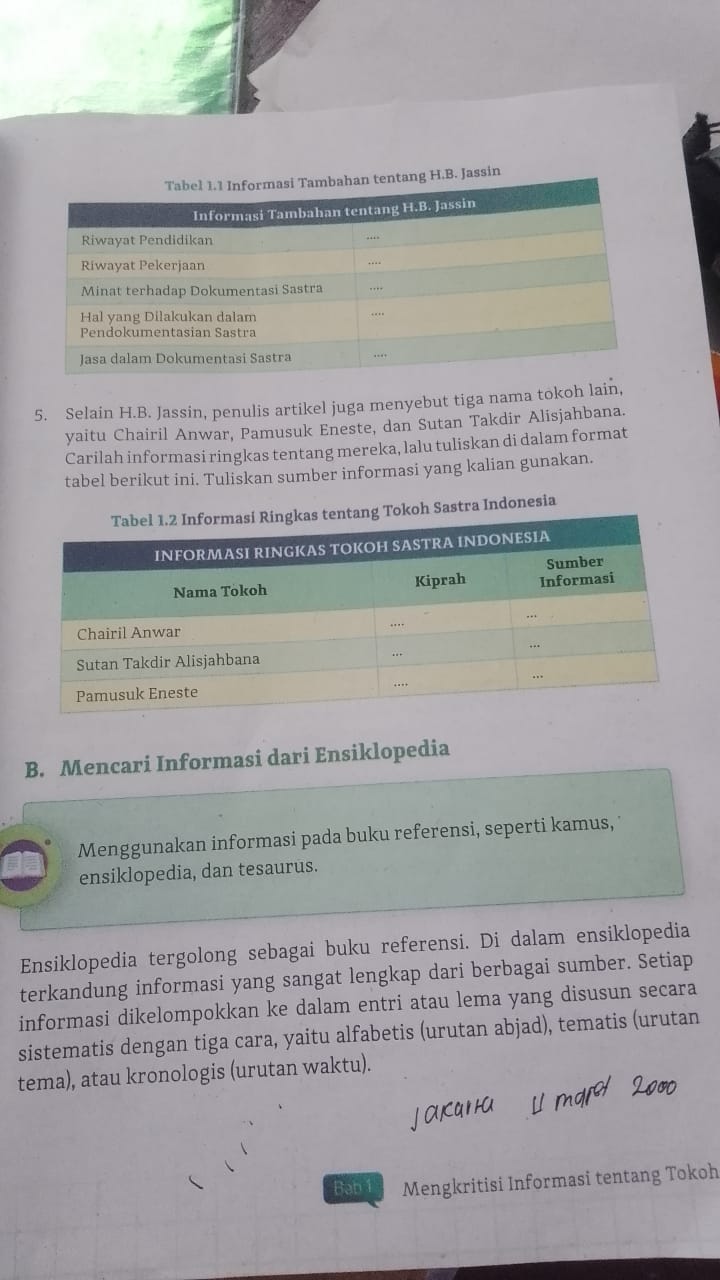 Tabel 1.1 Informasi Tambahan tentang H.B. Jassin
Informasi Tambahan tentang H.B. Jassin
Riwayat Pendidikan ....
Riwayat Pekerjaan ....
Minat terhadap Dokumentasi Sastra ....
Hal yang Dilakukan dalam ....
Pendokumentasian Sastra
Jasa dalam Dokumentasi Sastra ....
5. Selain H.B. Jassin, penulis artikel juga menyebut tiga nama tokoh lain,
yaitu Chairil Anwar, Pamusuk Eneste, dan Sutan Takdir Alisjahbana.
Carilah informasi ringkas tentang mereka, lalu tuliskan di dalam format
tabel berikut ini. Tuliskan sumber informasi yang kalian gunakan.
Tabel 1.2 Informasi Ringkas tentang Tokoh Sastra Indonesia
INFORMASI RINGKAS TOKOH SASTRA INDONESIA
Nama Tokoh Kiprah Sumber
Informasi
Chairil Anwar .... ...
Sutan Takdir Alisjahbana ... ...
Pamusuk Eneste .... ...
B. Mencari Informasi dari Ensiklopedia
Menggunakan informasi pada buku referensi, seperti kamus,
ensiklopedia, dan tesaurus.
Ensiklopedia tergolong sebagai buku referensi. Di dalam ensiklopedia
terkandung informasi yang sangat lengkap dari berbagai sumber. Setiap
informasi dikelompokkan ke dalam entri atau lema yang disusun secara
sistematis dengan tiga cara, yaitu alfabetis (urutan abjad), tematis (urutan
tema), atau kronologis (urutan waktu).
Jakarta 11 maret 2000
Bab 1 Mengkritisi Informasi tentang Tokoh